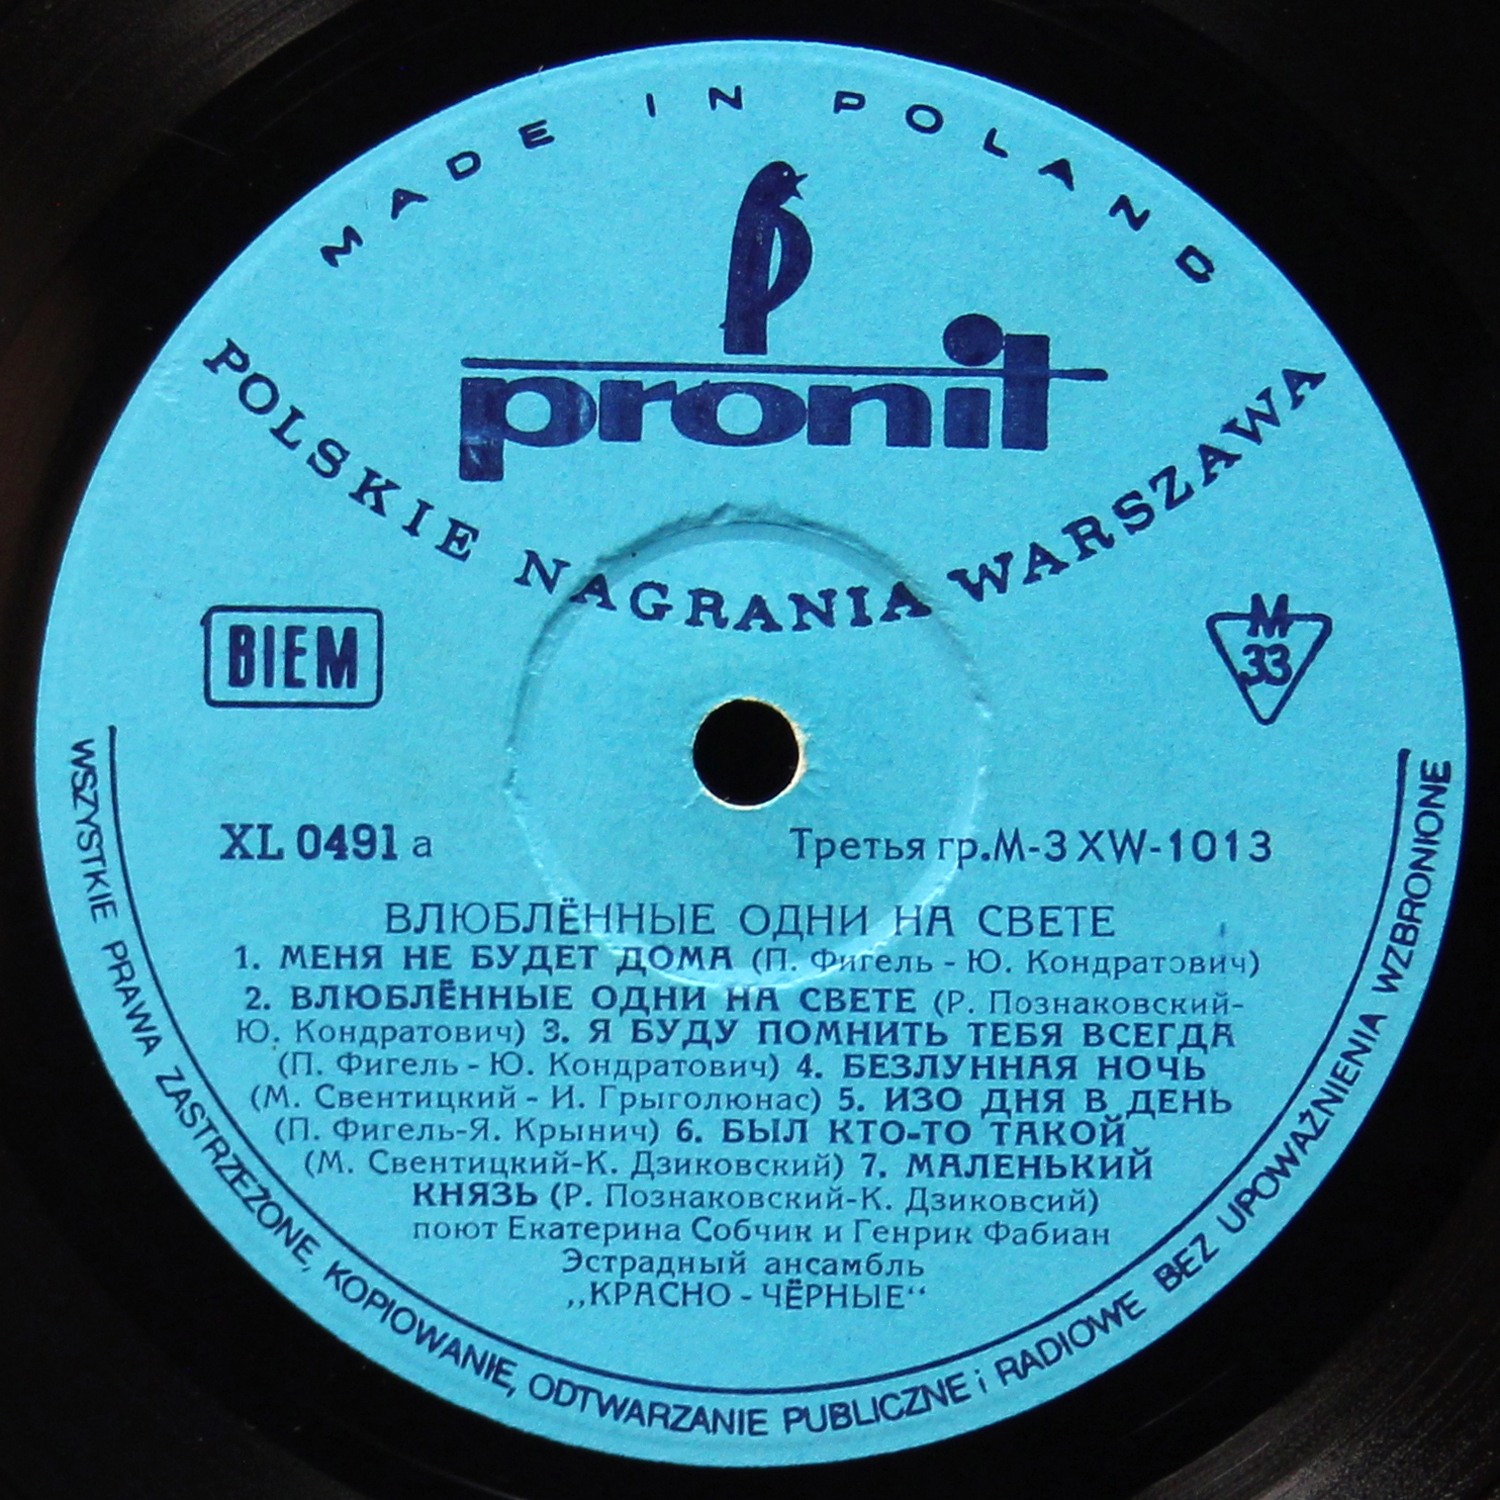 MADE IN POLAND
pronit
POLSKIE NAGRANIA WARSZAWA
BIEM
M
33
XL 0491 a
Третья гр.М-3 XW-1013
ВЛЮБЛЁННЫЕ ОДНИ НА СВЕТЕ
1. МЕНЯ НЕ БУДЕТ ДОМА (П. Фигель - Ю. Кондратович)
2. ВЛЮБЛЁННЫЕ ОДНИ НА СВЕТЕ (Р. Познаковский-
Ю. Кондратович) 3. Я БУДУ ПОМНИТЬ ТЕБЯ ВСЕГДА
(П. Фигель - Ю. Кондратович) 4. БЕЗЛУННАЯ НОЧЬ
(М. Свентицкий - И. Грыголюнас) 5. ИЗО ДНЯ В ДЕНЬ
(П. Фигель-Я. Крынич) 6. БЫЛ КТО-ТО ТАКОЙ
(М. Свентицкий-К. Дзиковский) 7. МАЛЕНЬКИЙ
КНЯЗЬ (Р. Познаковский-К. Дзиковсий)
поют Екатерина Собчик и Генрик Фабиан
Эстрадный ансамбль
„КРАСНО - ЧЁРНЫЕ“
WSZYSTKIE PRAWA ZASTRZEŻONE, KOPIOWANIE, ODTWARZANIE PUBLICZNE i RADIOWE BEZ UPOWAŻNIENIA WZBRONIONE